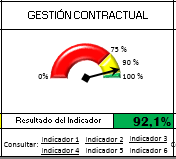 GESTIÓN CONTRACTUAL
75 %
90 %
0%
100 %
Resultado del Indicador 92,1%
Consultar: Indicador 1 Indicador 2 Indicador 3
Indicador 4 Indicador 5 Indicador 6